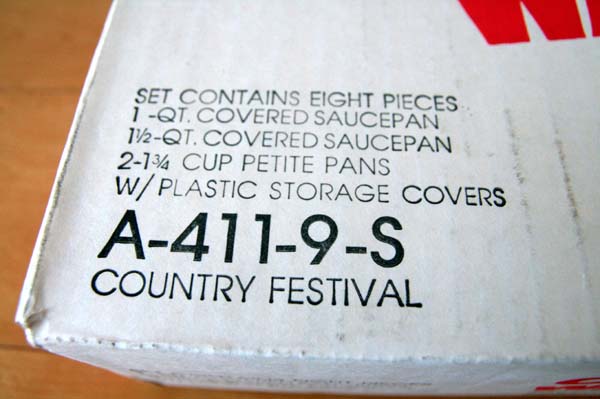 SET CONTAINS EIGHT PIECES
1-QT. COVERED SAUCEPAN
1½-QT. COVERED SAUCEPAN
2-1¾ CUP PETITE PANS
W/PLASTIC STORAGE COVERS
A-411-9-S
COUNTRY FESTIVAL